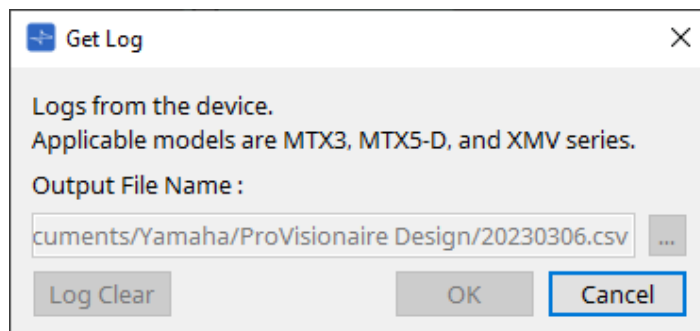 Get Log
Logs from the device.
Applicable models are MTX3, MTX5-D, and XMV series.
Output File Name :
cuments/Yamaha/ProVisionaire Design/20230306.csv ...
Log Clear OK Cancel